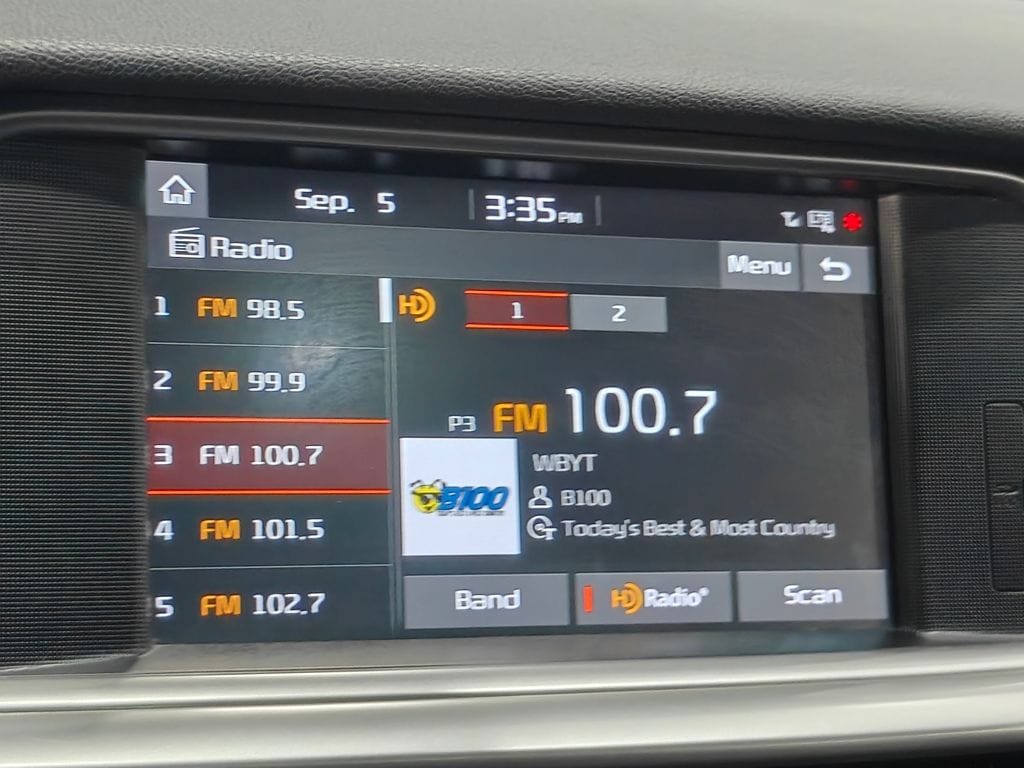 Sep. 5 3:35 PM
Radio
Menu
1 FM 98.5
2 FM 99.9
3 FM 100.7
4 FM 101.5
5 FM 102.7
HD 1 2
P3 FM 100.7
B100
WBYT
B100
Today's Best & Most Country
Band
HD Radio®
Scan